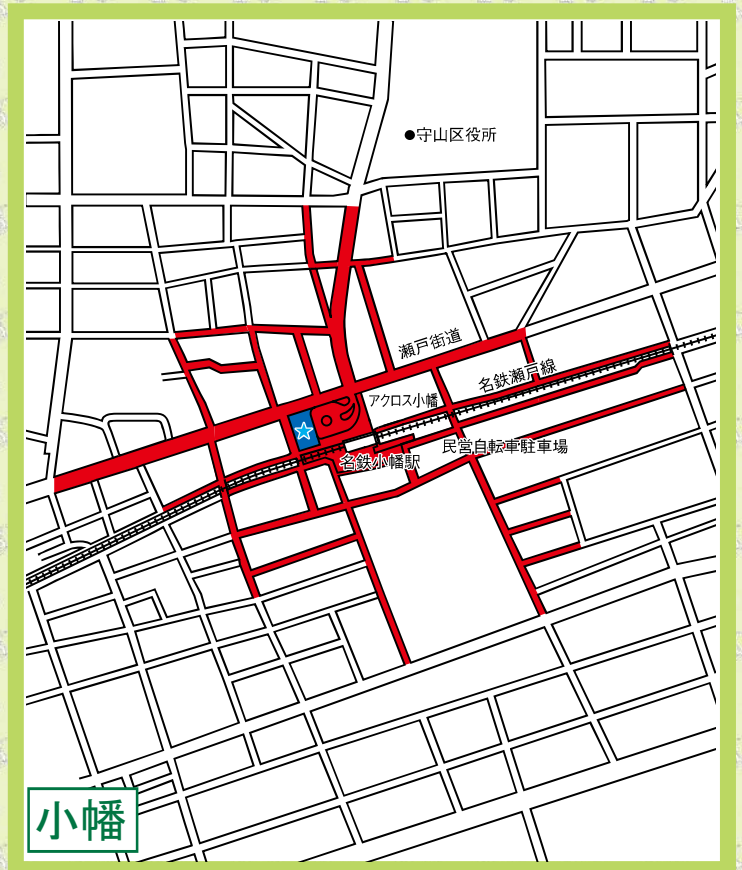 ●守山区役所
瀬戸街道
名鉄瀬戸線
アクロス小幡
民営自転車駐車場
名鉄小幡駅
小幡